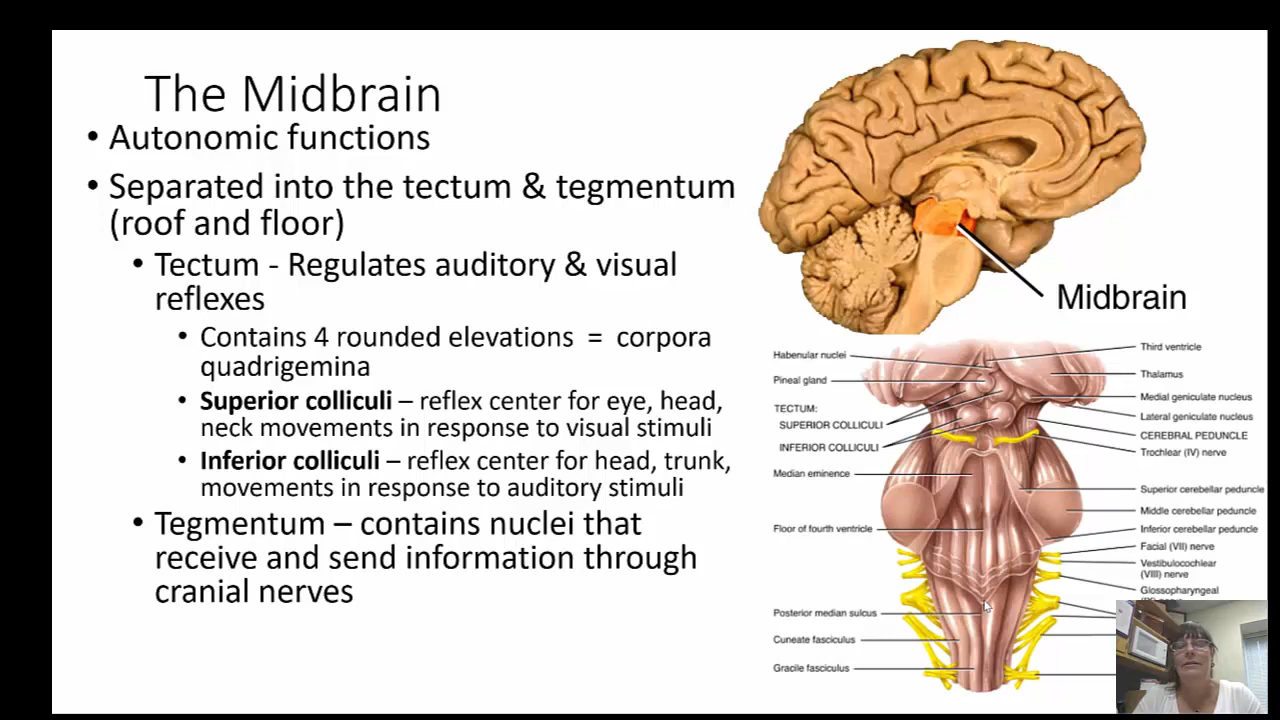 The Midbrain
• Autonomic functions
• Separated into the tectum & tegmentum
(roof and floor)
• Tectum - Regulates auditory & visual
reflexes
• Contains 4 rounded elevations = corpora
quadrigemina
• Superior colliculi – reflex center for eye, head,
neck movements in response to visual stimuli
• Inferior colliculi – reflex center for head, trunk,
movements in response to auditory stimuli
• Tegmentum – contains nuclei that
receive and send information through
cranial nerves
Midbrain
Habenular nuclei
Pineal gland
TECTUM:
SUPERIOR COLLICULI
INFERIOR COLLICULI
Median eminence
Floor of fourth ventricle
Posterior median sulcus
Cuneate fasciculus
Gracile fasciculus
Third ventricle
Thalamus
Medial geniculate nucleus
Lateral geniculate nucleus
CEREBRAL PEDUNCLE
Trochlear (IV) nerve
Superior cerebellar peduncle
Middle cerebellar peduncle
Inferior cerebellar peduncle
Facial (VII) nerve
Vestibulocochlear
(VIII) nerve
Glossopharyngeal